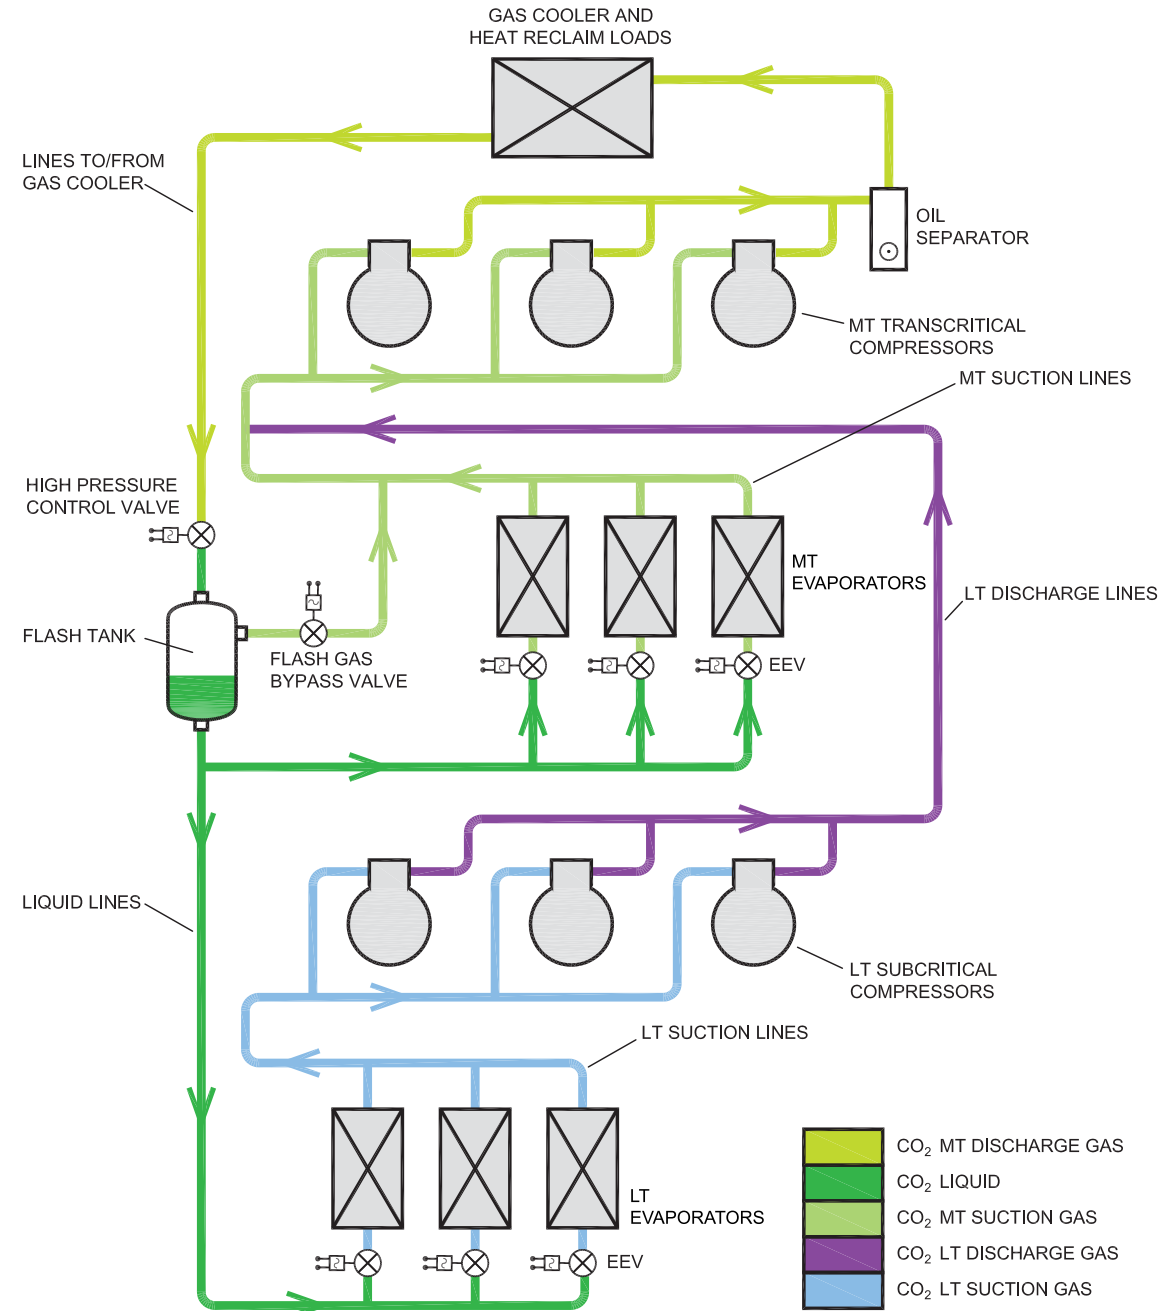 GAS COOLER AND
HEAT RECLAIM LOADS
LINES TO/FROM
GAS COOLER
OIL
SEPARATOR
MT TRANSCRITICAL
COMPRESSORS
MT SUCTION LINES
HIGH PRESSURE
CONTROL VALVE
MT
EVAPORATORS
LT DISCHARGE LINES
FLASH TANK
FLASH GAS
BYPASS VALVE
EEV
LIQUID LINES
LT SUBCRITICAL
COMPRESSORS
LT SUCTION LINES
LT
EVAPORATORS
EEV
CO₂ MT DISCHARGE GAS
CO₂ LIQUID
CO₂ MT SUCTION GAS
CO₂ LT DISCHARGE GAS
CO₂ LT SUCTION GAS